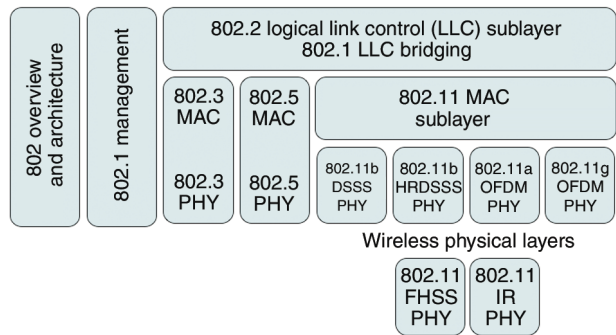 802 overview
and architecture
802.1 management
802.2 logical link control (LLC) sublayer
802.1 LLC bridging
802.3
MAC
802.3
PHY
802.5
MAC
802.5
PHY
802.11 MAC
sublayer
802.11b
DSSS
PHY
802.11b
HRDSSS
PHY
802.11a
OFDM
PHY
802.11g
OFDM
PHY
Wireless physical layers
802.11
FHSS
PHY
802.11
IR
PHY